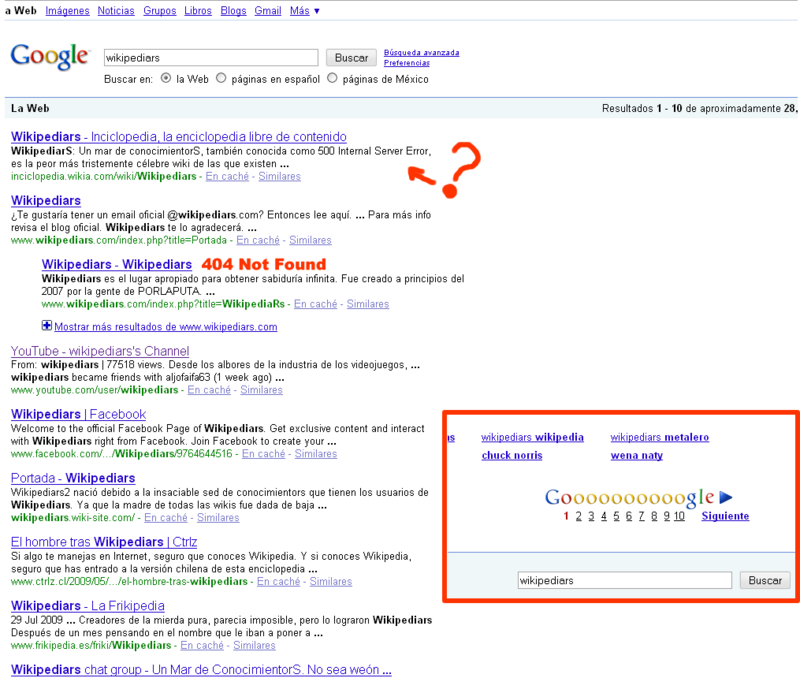 la Web Imágenes Noticias Grupos Libros Blogs Gmail Más ▼
Google wikipediars Buscar Búsqueda avanzada
Preferencias
Buscar en: la Web páginas en español páginas de México
La Web Resultados 1 - 10 de aproximadamente 28,
Wikipediars - Inciclopedia, la enciclopedia libre de contenido
WikipediarS: Un mar de conocimientorS, también conocida como 500 Internal Server Error,
es la peor más tristemente célebre wiki de las que existen ...
inciclopedia.wikia.com/wiki/Wikipediars - En caché - Similares
?
Wikipediars
¿Te gustaría tener un email oficial @wikipediars.com? Entonces lee aquí. ... Para más info
revisa el blog oficial. Wikipediars te lo agradecerá. ...
www.wikipediars.com/index.php?title=Portada - En caché - Similares
Wikipediars - Wikipediars 404 Not Found
Wikipediars es el lugar apropiado para obtener sabiduría infinita. Fue creado a principios del
2007 por la gente de PORLAPUTA. ...
www.wikipediars.com/index.php?title=WikipediaRs - En caché - Similares
Mostrar más resultados de www.wikipediars.com
YouTube - wikipediars's Channel
From: wikipediars | 77518 views. Desde los albores de la industria de los videojuegos, ...
wikipediars became friends with aljofaifa63 (1 week ago) ...
www.youtube.com/user/wikipediars - En caché - Similares
Wikipediars | Facebook
Welcome to the official Facebook Page of Wikipediars. Get exclusive content and interact
with Wikipediars right from Facebook. Join Facebook to create your ...
www.facebook.com/.../Wikipediars/9764644516 - En caché - Similares
Portada - Wikipediars
Wikipediars2 nació debido a la insaciable sed de conocimientors que tienen los usuarios de
Wikipediars. Ya que la madre de todas las wikis fue dada de baja ...
wikipediars.wiki-site.com/ - En caché - Similares
El hombre tras Wikipediars | Ctrlz
Si algo te manejas en Internet, seguro que conoces Wikipedia. Y si conoces Wikipedia,
seguro que has entrado a la versión chilena de esta enciclopedia ...
www.ctrlz.cl/2009/05/.../el-hombre-tras-wikipediars - En caché - Similares
Wikipediars - La Frikipedia
29 Jul 2009 ... Creadores de la mierda pura, parecia imposible, pero lo lograron Wikipediars
Después de un mes pensando en el nombre que le iban a poner a ...
www.frikipedia.es/friki/Wikipediars - En caché - Similares
Wikipediars chat group - Un Mar de ConocimientorS. No sea weón ...
rs wikipediars wikipedia wikipediars metalero
chuck norris wena naty
Goooooooooogle
1 2 3 4 5 6 7 8 9 10 Siguiente
wikipediars Buscar